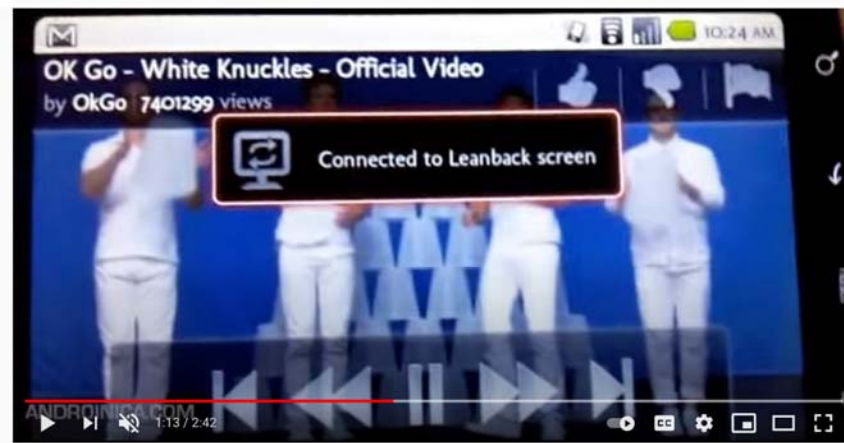 10:24 AM
OK Go - White Knuckles - Official Video
by OkGo 7401299 views
Connected to Leanback screen
ANDROINICA.COM
1:13 / 2:42
CC